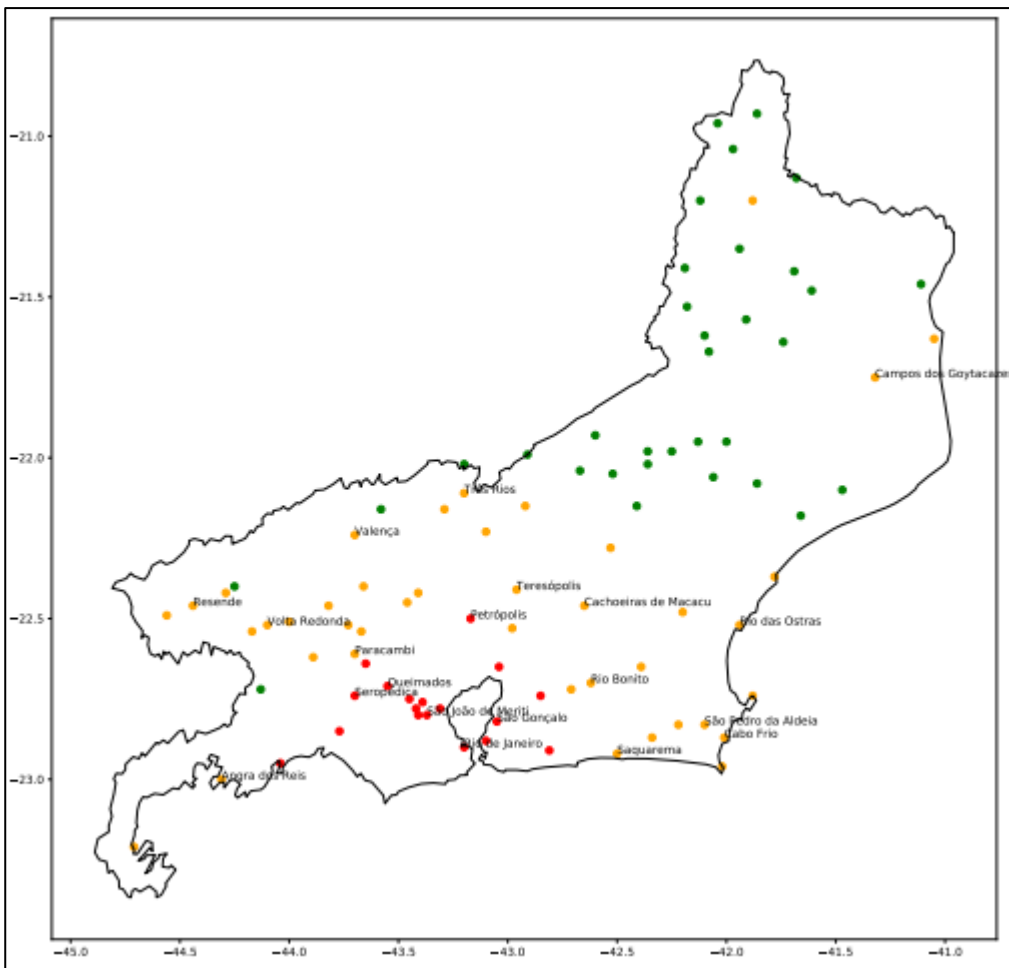 −21.0
−21.5
Campos dos Goytacazes
−22.0
Três Rios
Valença
Teresópolis
Resende
Cachoeiras de Macacu
−22.5
Petrópolis
Volta Redonda
Rio das Ostras
Paracambi
Queimados
Rio Bonito
Seropédica
São João de Meriti
São Gonçalo
São Pedro da Aldeia
Cabo Frio
Rio de Janeiro
Saquarema
−23.0
Angra dos Reis
−23.5
−45.0 −44.5 −44.0 −43.5 −43.0 −42.5 −42.0 −41.5 −41.0